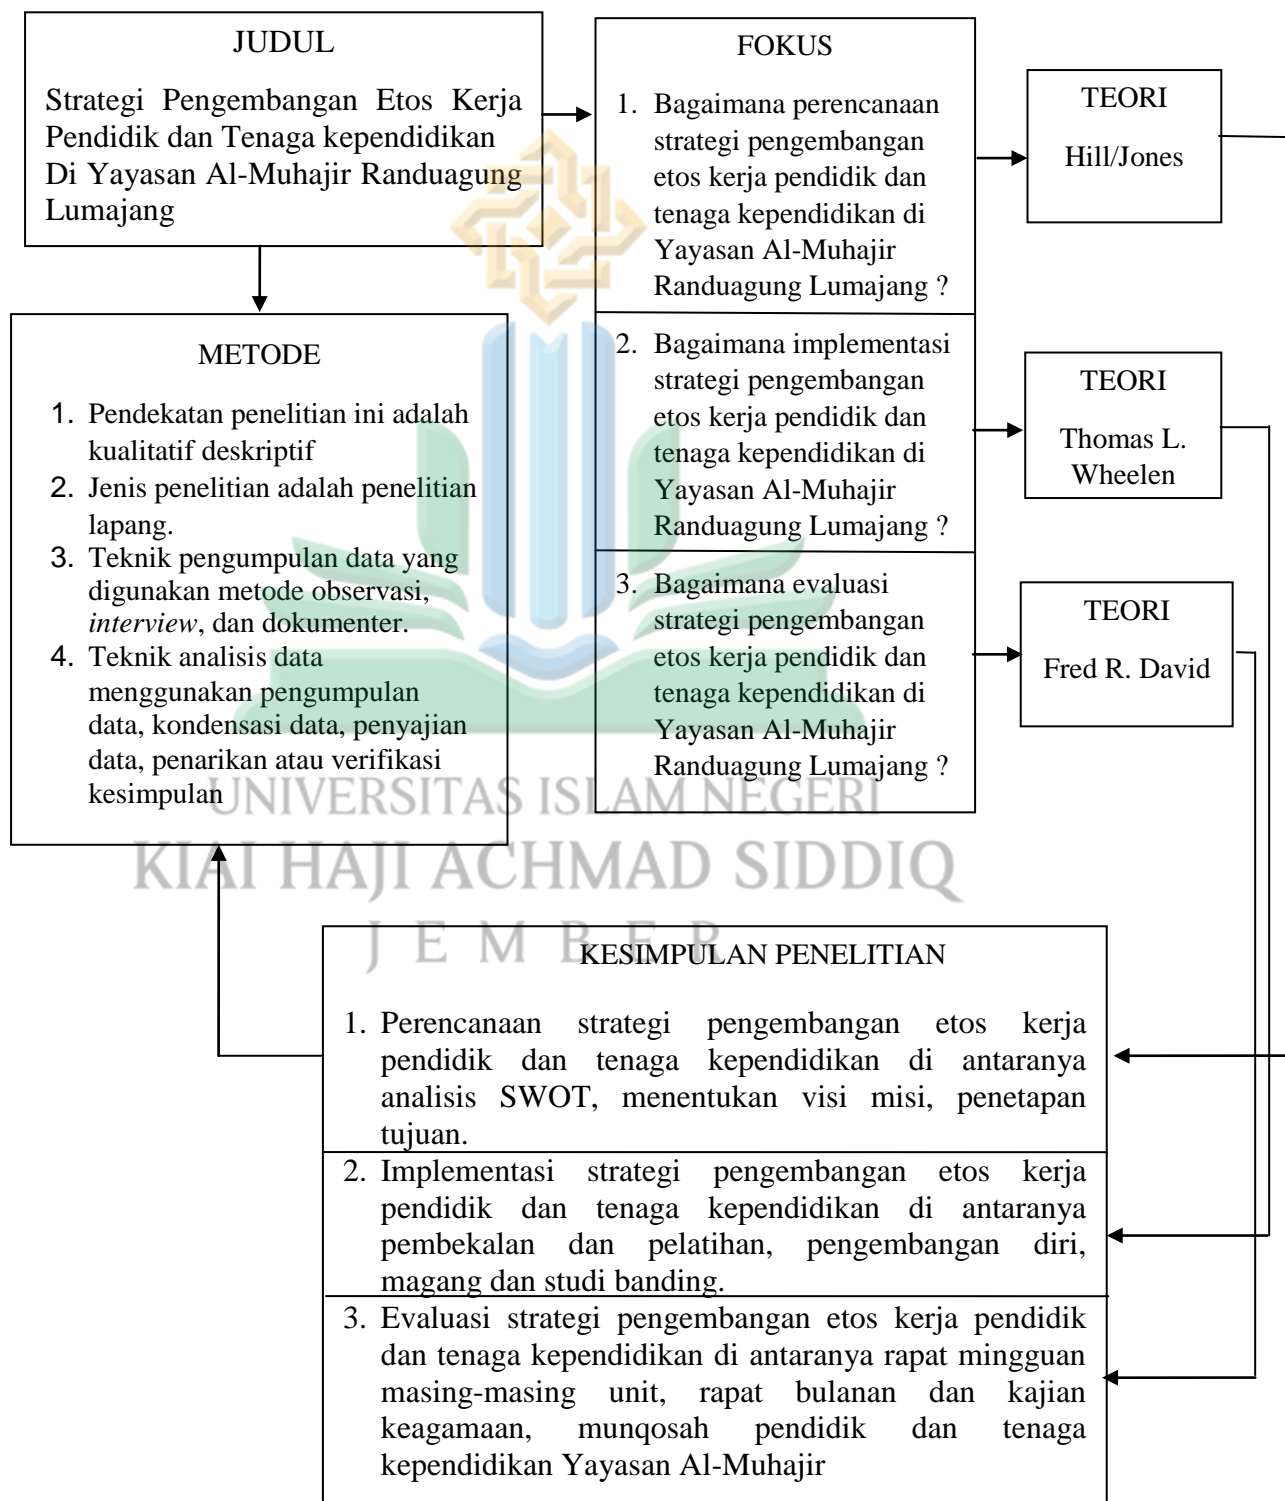 JUDUL
Strategi Pengembangan Etos Kerja
Pendidik dan Tenaga kependidikan
Di Yayasan Al-Muhajir Randuagung
Lumajang
FOKUS
1. Bagaimana perencanaan
strategi pengembangan
etos kerja pendidik dan
tenaga kependidikan di
Yayasan Al-Muhajir
Randuagung Lumajang ?
2. Bagaimana implementasi
strategi pengembangan
etos kerja pendidik dan
tenaga kependidikan di
Yayasan Al-Muhajir
Randuagung Lumajang ?
3. Bagaimana evaluasi
strategi pengembangan
etos kerja pendidik dan
tenaga kependidikan di
Yayasan Al-Muhajir
Randuagung Lumajang ?
TEORI
Hill/Jones
TEORI
Thomas L.
Wheelen
TEORI
Fred R. David
METODE
1. Pendekatan penelitian ini adalah
kualitatif deskriptif
2. Jenis penelitian adalah penelitian
lapang.
3. Teknik pengumpulan data yang
digunakan metode observasi,
interview, dan dokumenter.
4. Teknik analisis data
menggunakan pengumpulan
data, kondensasi data, penyajian
data, penarikan atau verifikasi
kesimpulan
UNIVERSITAS ISLAM NEGERI
KIAI HAJI ACHMAD SIDDIQ
JEMBER
KESIMPULAN PENELITIAN
1. Perencanaan strategi pengembangan etos kerja
pendidik dan tenaga kependidikan di antaranya
analisis SWOT, menentukan visi misi, penetapan
tujuan.
2. Implementasi strategi pengembangan etos kerja
pendidik dan tenaga kependidikan di antaranya
pembekalan dan pelatihan, pengembangan diri,
magang dan studi banding.
3. Evaluasi strategi pengembangan etos kerja pendidik
dan tenaga kependidikan di antaranya rapat mingguan
masing-masing unit, rapat bulanan dan kajian
keagamaan, munqosah pendidik dan tenaga
kependidikan Yayasan Al-Muhajir